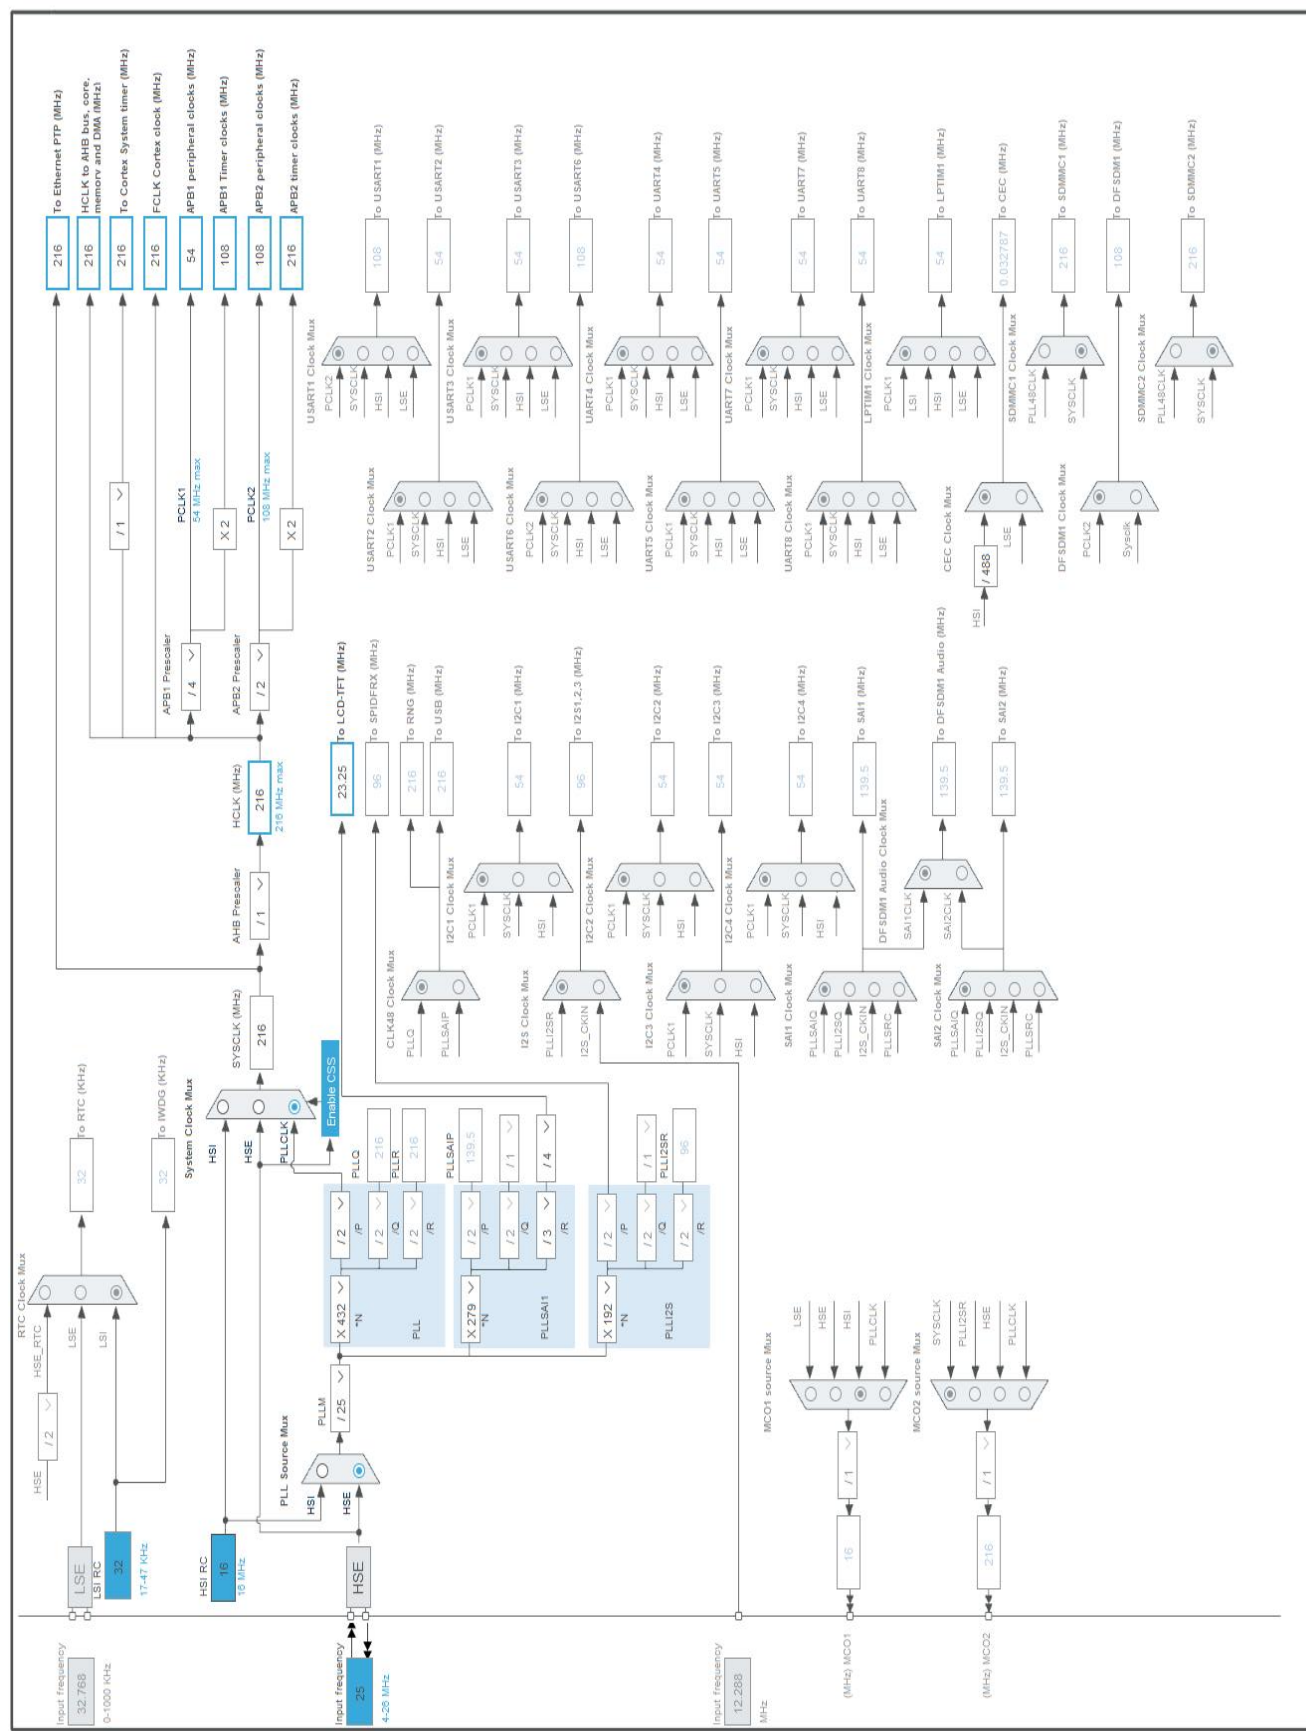 Input frequency
32.768
0-1000 KHz
LSE
LSI RC
32
17-47 KHz
HSE
/ 2
HSE_RTC
LSE
LSI
RTC Clock Mux
32
To RTC (KHz)
32
To IWDG (KHz)
HSI RC
16
16 MHz
Input frequency
25
4-26 MHz
HSE
PLL Source Mux
HSI
HSE
PLLM
/ 25
X 432
*N
PLL
/ 2
/P
/ 2
/Q
/ 2
/R
PLLQ
216
PLLR
216
X 279
*N
PLLSAI1
/ 2
/P
/ 2
/Q
/ 3
/R
PLLSAIP
139.5
/ 1
/ 4
X 192
*N
PLLI2S
/ 2
/P
/ 2
/Q
/ 2
/R
/ 1
PLLI2SR
96
System Clock Mux
HSI
HSE
PLLCLK
Enable CSS
SYSCLK (MHz)
216
AHB Prescaler
/ 1
HCLK (MHz)
216
216 MHz max
APB1 Prescaler
/ 4
APB2 Prescaler
/ 2
/ 1
PCLK1
54 MHz max
X 2
PCLK2
108 MHz max
X 2
216
To Ethernet PTP (MHz)
216
HCLK to AHB bus, core,
memory and DMA (MHz)
216
To Cortex System timer (MHz)
216
FCLK Cortex clock (MHz)
54
APB1 peripheral clocks (MHz)
108
APB1 Timer clocks (MHz)
108
APB2 peripheral clocks (MHz)
216
APB2 timer clocks (MHz)
23.25
To LCD-TFT (MHz)
96
To SPIDFRX (MHz)
216
To RNG (MHz)
216
To USB (MHz)
CLK48 Clock Mux
PLLQ
PLLSAIP
I2C1 Clock Mux
PCLK1
SYSCLK
HSI
54
To I2C1 (MHz)
I2S Clock Mux
PLLI2SR
I2S_CKIN
96
To I2S1,2,3 (MHz)
I2C2 Clock Mux
PCLK1
SYSCLK
HSI
54
To I2C2 (MHz)
I2C3 Clock Mux
PCLK1
SYSCLK
HSI
54
To I2C3 (MHz)
I2C4 Clock Mux
PCLK1
SYSCLK
HSI
54
To I2C4 (MHz)
SAI1 Clock Mux
PLLSAIQ
PLLI2SQ
I2S_CKIN
PLLSRC
139.5
To SAI1 (MHz)
DFSDM1 Audio Clock Mux
SAI1CLK
SAI2CLK
139.5
To DFSDM1 Audio (MHz)
SAI2 Clock Mux
PLLSAIQ
PLLI2SQ
I2S_CKIN
PLLSRC
139.5
To SAI2 (MHz)
USART1 Clock Mux
PCLK2
SYSCLK
HSI
LSE
108
To USART1 (MHz)
USART2 Clock Mux
PCLK1
SYSCLK
HSI
LSE
54
To USART2 (MHz)
USART3 Clock Mux
PCLK1
SYSCLK
HSI
LSE
54
To USART3 (MHz)
USART6 Clock Mux
PCLK2
SYSCLK
HSI
LSE
108
To USART6 (MHz)
UART4 Clock Mux
PCLK1
SYSCLK
HSI
LSE
54
To UART4 (MHz)
UART5 Clock Mux
PCLK1
SYSCLK
HSI
LSE
54
To UART5 (MHz)
UART7 Clock Mux
PCLK1
SYSCLK
HSI
LSE
54
To UART7 (MHz)
UART8 Clock Mux
PCLK1
SYSCLK
HSI
LSE
54
To UART8 (MHz)
LPTIM1 Clock Mux
PCLK1
LSI
HSI
LSE
54
To LPTIM1 (MHz)
CEC Clock Mux
HSI
/ 488
LSE
0.032787
To CEC (MHz)
SDMMC1 Clock Mux
PLL48CLK
SYSCLK
216
To SDMMC1 (MHz)
DFSDM1 Clock Mux
PCLK2
Sysclk
108
To DFSDM1 (MHz)
SDMMC2 Clock Mux
PLL48CLK
SYSCLK
216
To SDMMC2 (MHz)
Input frequency
12.288
MHz
(MHz) MCO1
16
/ 1
MCO1 source Mux
LSE
HSE
HSI
PLLCLK
(MHz) MCO2
216
/ 1
MCO2 source Mux
SYSCLK
PLLI2SR
HSE
PLLCLK